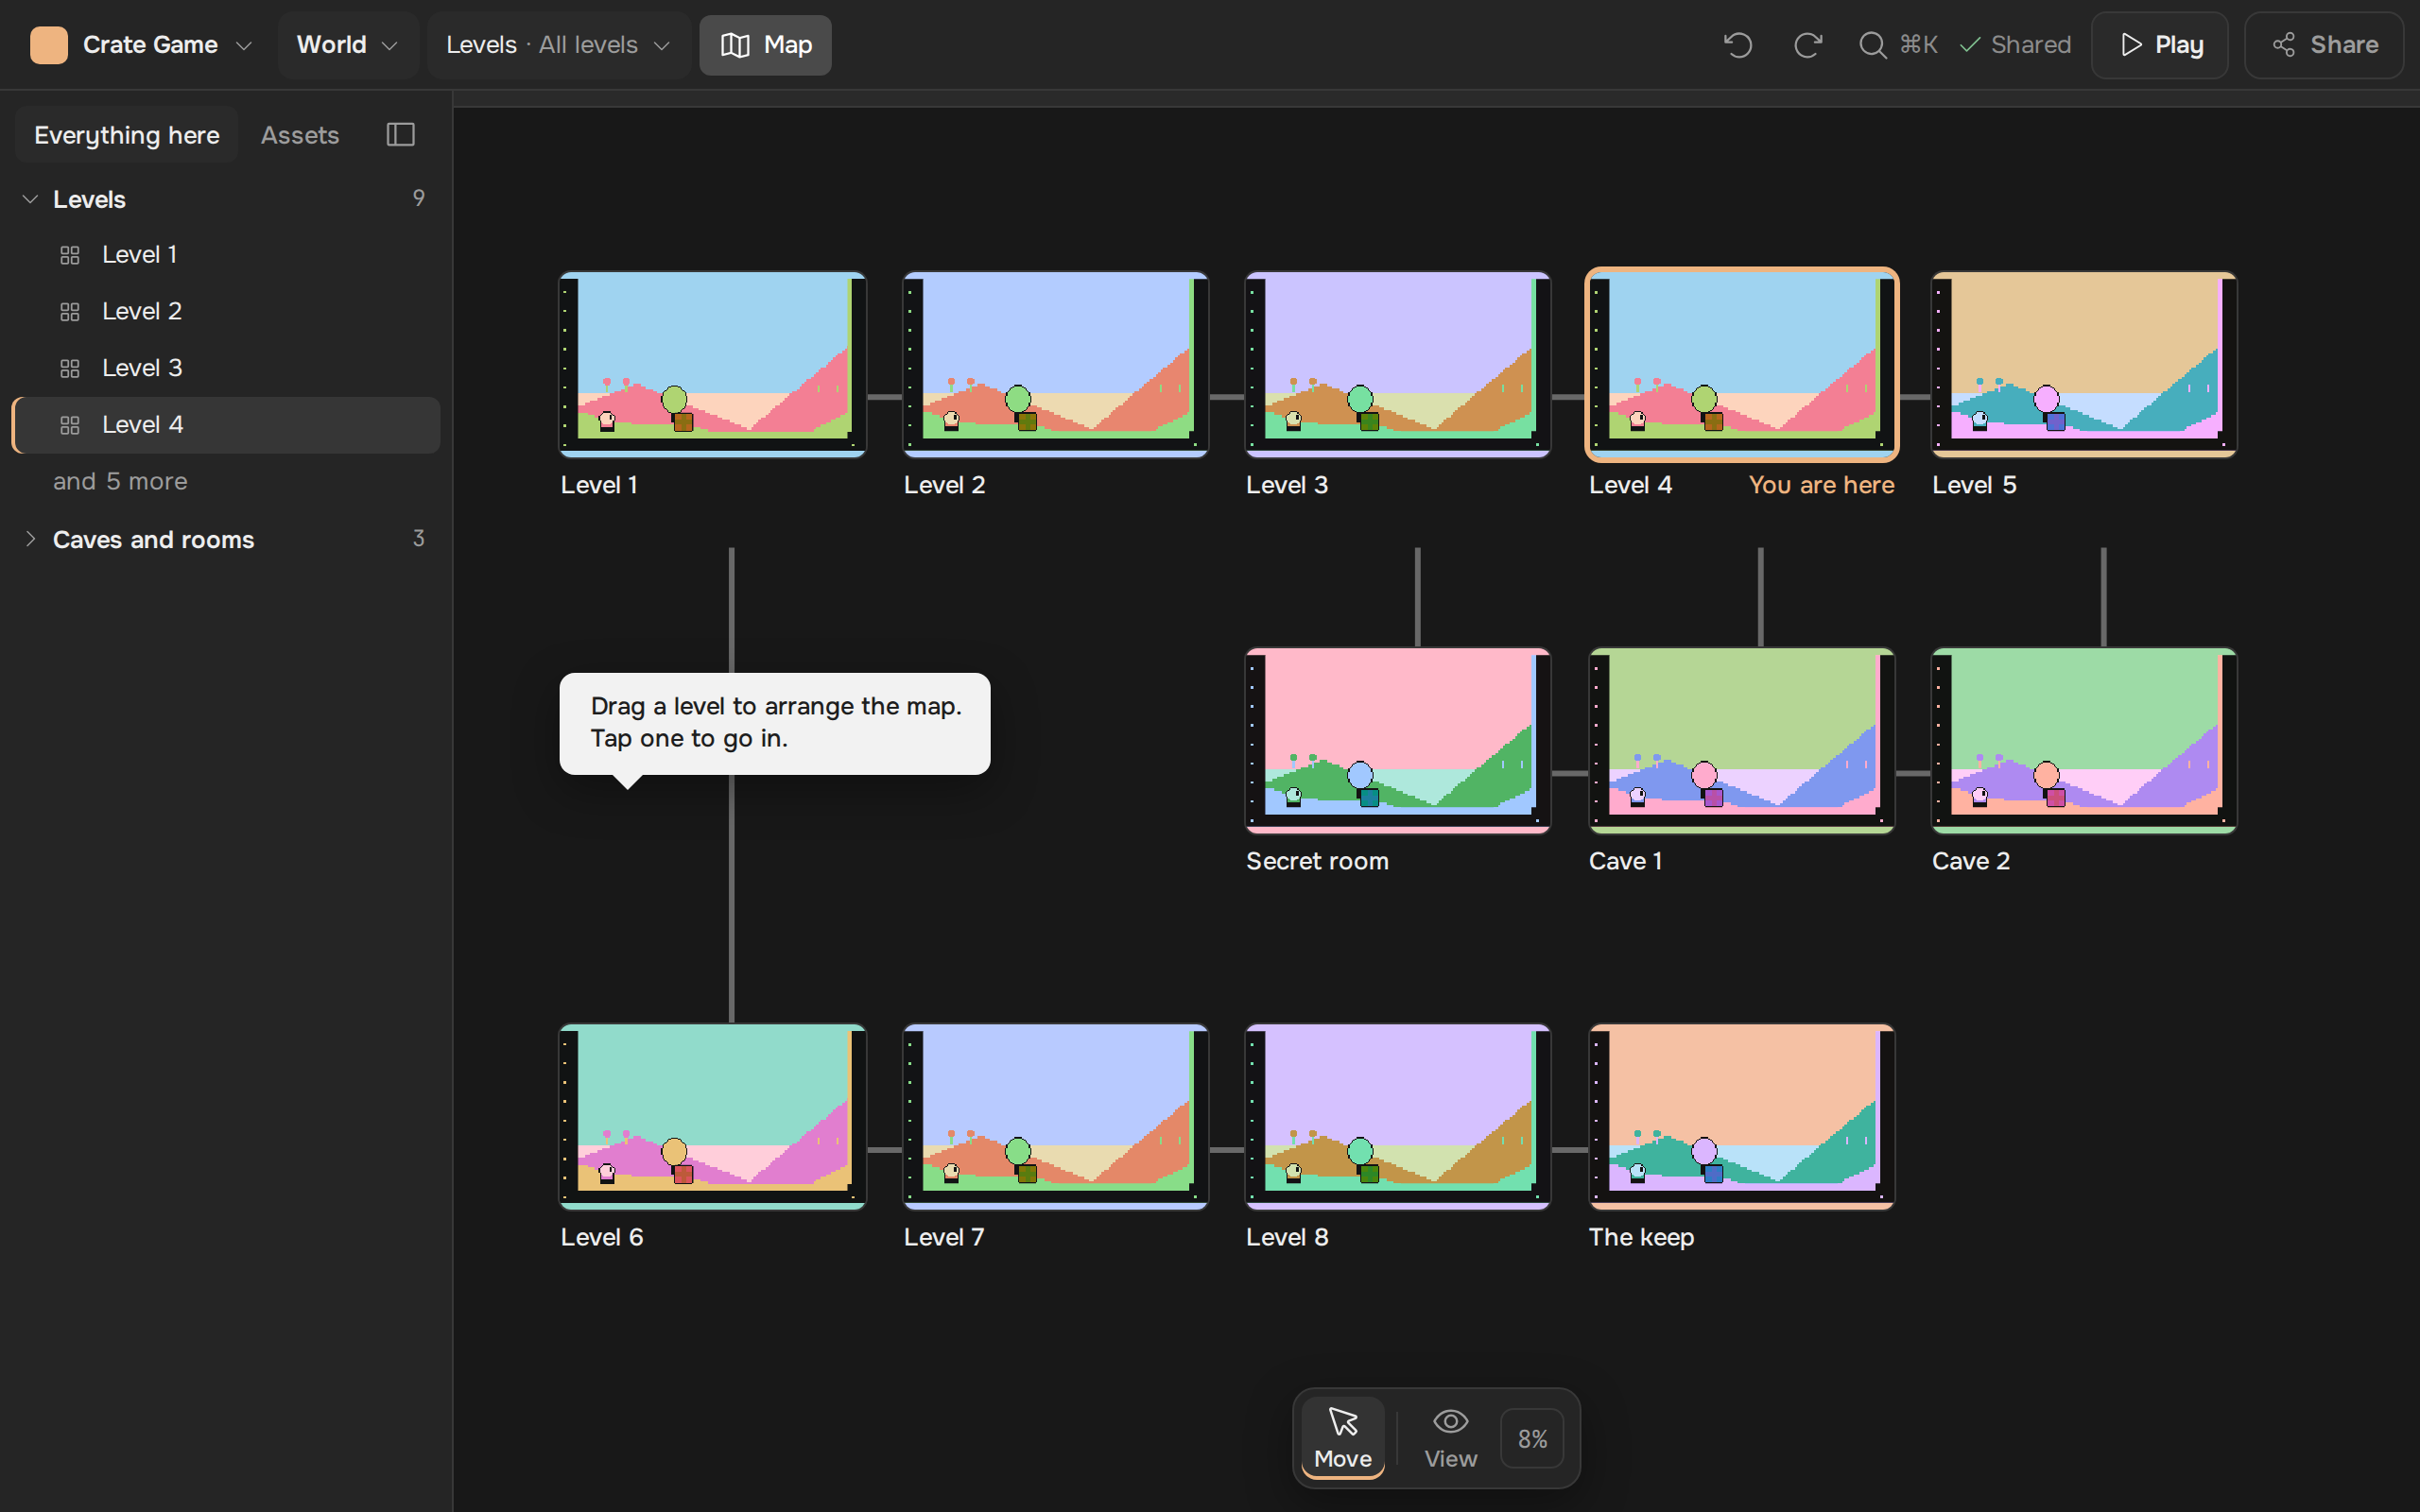 Crate Game
World
Levels · All levels
Map
⌘K
Shared
Play
Share
Everything here
Assets
Levels 9
Level 1
Level 2
Level 3
Level 4
and 5 more
Caves and rooms 3
Level 1
Level 2
Level 3
Level 4
You are here
Level 5
Drag a level to arrange the map.
Tap one to go in.
Secret room
Cave 1
Cave 2
Level 6
Level 7
Level 8
The keep
Move
View
8%